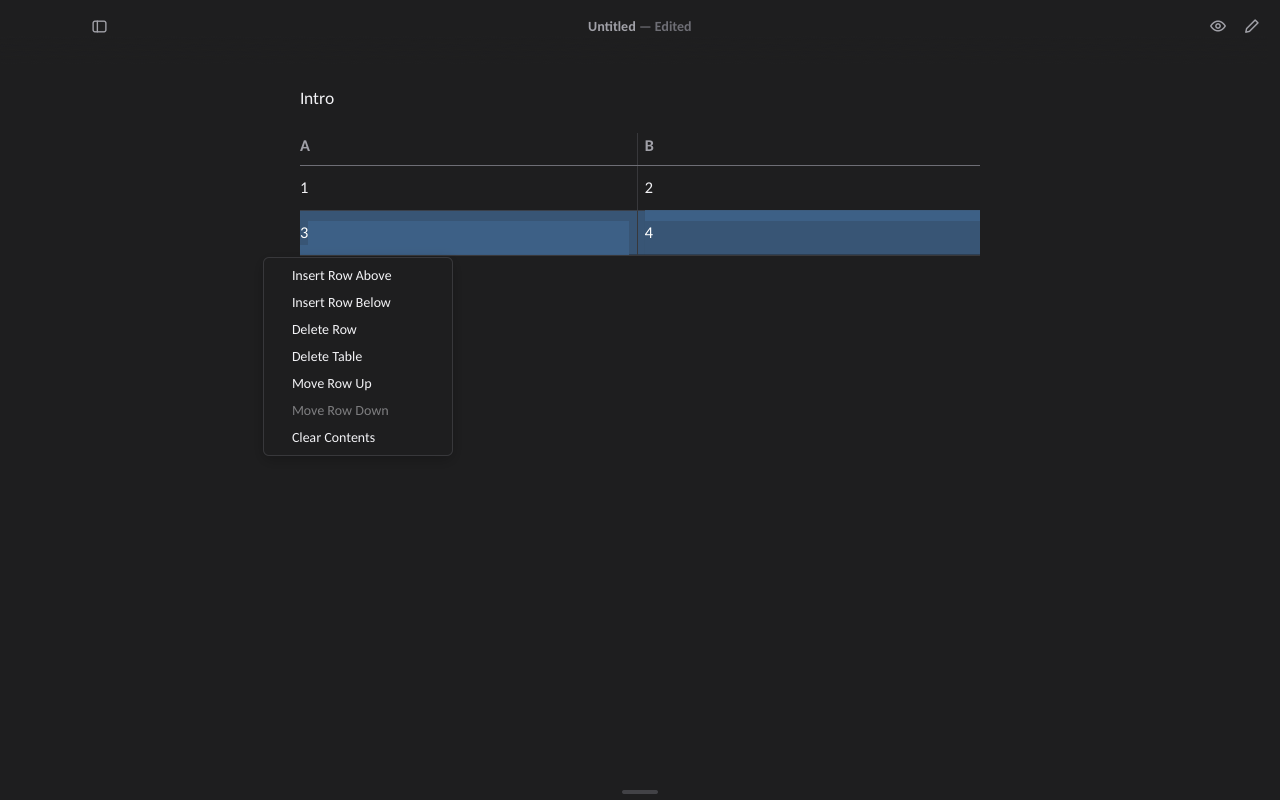 Untitled — Edited
Intro
A B
1 2
3 4
Insert Row Above
Insert Row Below
Delete Row
Delete Table
Move Row Up
Move Row Down
Clear Contents